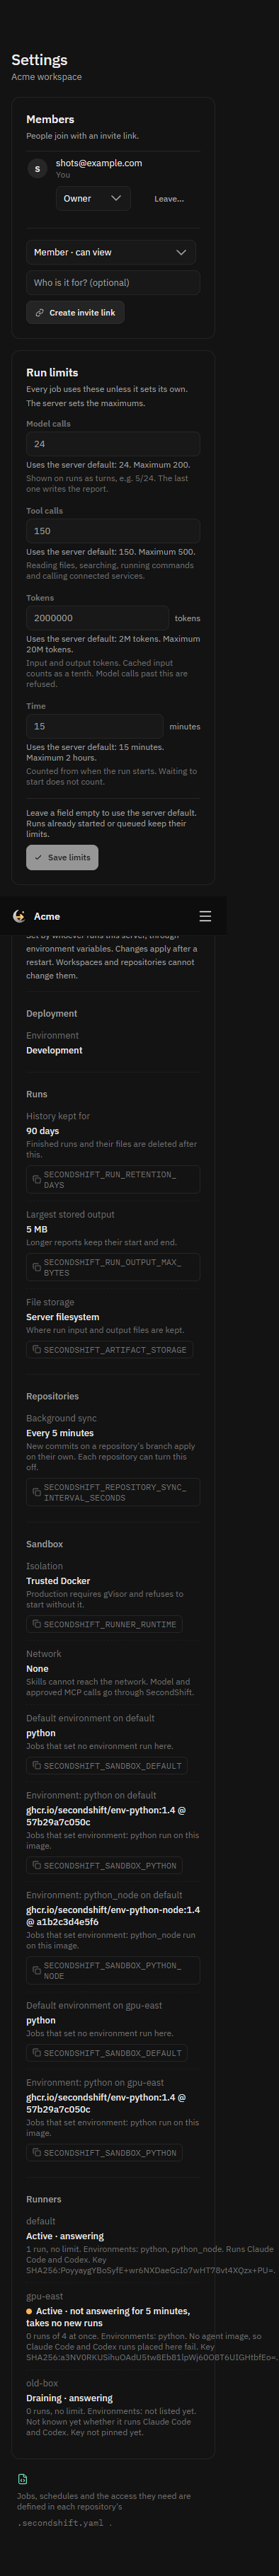 Settings
Acme workspace
Members
People join with an invite link.
S
shots@example.com
You
Owner
Leave...
Member · can view
Who is it for? (optional)
Create invite link
Run limits
Every job uses these unless it sets its own.
The server sets the maximums.
Model calls
24
Uses the server default: 24. Maximum 200.
Shown on runs as turns, e.g. 5/24. The last
one writes the report.
Tool calls
150
Uses the server default: 150. Maximum 500.
Reading files, searching, running commands
and calling connected services.
Tokens
2000000
tokens
Uses the server default: 2M tokens. Maximum
20M tokens.
Input and output tokens. Cached input
counts as a tenth. Model calls past this are
refused.
Time
15
minutes
Uses the server default: 15 minutes.
Maximum 2 hours.
Counted from when the run starts. Waiting to
start does not count.
Leave a field empty to use the server default.
Runs already started or queued keep their
limits.
Save limits
Acme
Set by whoever runs this server, through
environment variables. Changes apply after a
restart. Workspaces and repositories cannot
change them.
Deployment
Environment
Development
Runs
History kept for
90 days
Finished runs and their files are deleted after
this.
SECONDSHIFT_RUN_RETENTION_
DAYS
Largest stored output
5 MB
Longer reports keep their start and end.
SECONDSHIFT_RUN_OUTPUT_MAX_
BYTES
File storage
Server filesystem
Where run input and output files are kept.
SECONDSHIFT_ARTIFACT_STORAGE
Repositories
Background sync
Every 5 minutes
New commits on a repository's branch apply
on their own. Each repository can turn this
off.
SECONDSHIFT_REPOSITORY_SYNC_
INTERVAL_SECONDS
Sandbox
Isolation
Trusted Docker
Production requires gVisor and refuses to
start without it.
SECONDSHIFT_RUNNER_RUNTIME
Network
None
Skills cannot reach the network. Model and
approved MCP calls go through SecondShift.
Default environment on default
python
Jobs that set no environment run here.
SECONDSHIFT_SANDBOX_DEFAULT
Environment: python on default
ghcr.io/secondshift/env-python:1.4 @
57b29a7c050c
Jobs that set environment: python run on this
image.
SECONDSHIFT_SANDBOX_PYTHON
Environment: python_node on default
ghcr.io/secondshift/env-python-node:1.4
@ a1b2c3d4e5f6
Jobs that set environment: python_node run
on this image.
SECONDSHIFT_SANDBOX_PYTHON_
NODE
Default environment on gpu-east
python
Jobs that set no environment run here.
SECONDSHIFT_SANDBOX_DEFAULT
Environment: python on gpu-east
ghcr.io/secondshift/env-python:1.4 @
57b29a7c050c
Jobs that set environment: python run on this
image.
SECONDSHIFT_SANDBOX_PYTHON
Runners
default
Active · answering
1 run, no limit. Environments: python, python_node. Runs Claude
Code and Codex. Key
gpu-east
Active · not answering for 5 minutes,
takes no new runs
0 runs of 4 at once. Environments: python. No agent image, so
Claude Code and Codex runs placed here fail. Key
old-box
Draining · answering
0 runs, no limit. Environments: not listed yet.
Not known yet whether it runs Claude Code
and Codex. Key not pinned yet.
Jobs, schedules and the access they need are
defined in each repository's
.secondshift.yaml .